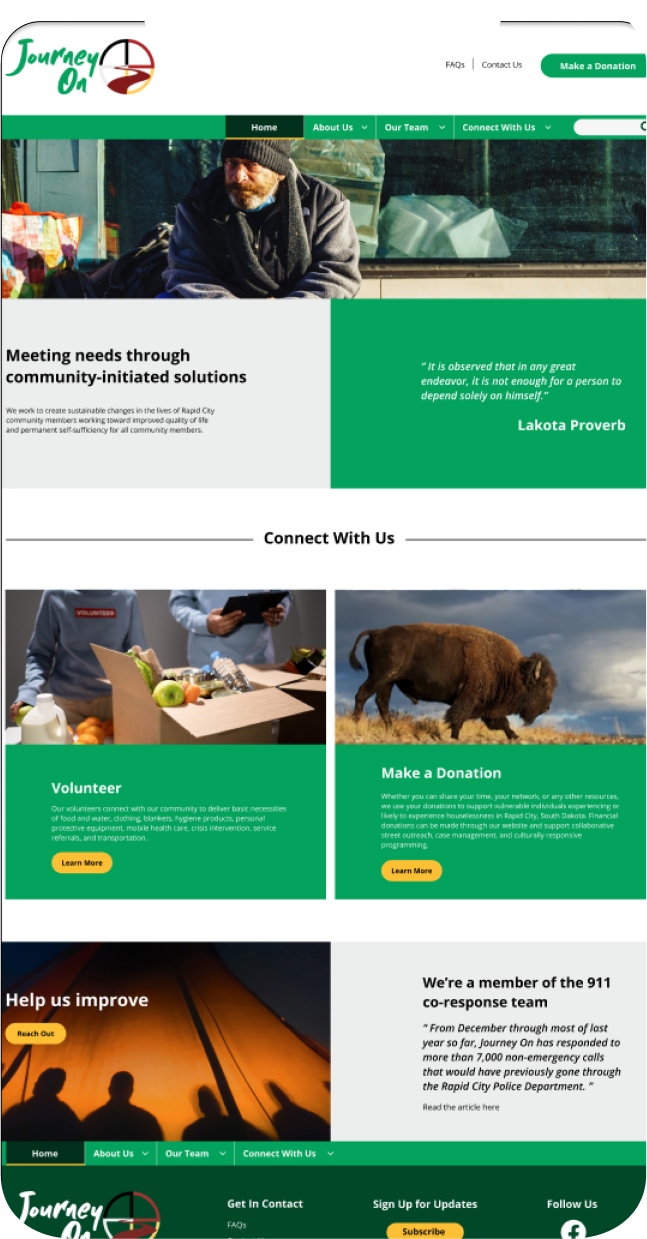 Journey
On
FAQs | Contact Us
Make a Donation
Home
About Us
Our Team
Connect With Us
Meeting needs through
community-initiated solutions
We work to create sustainable changes in the lives of Rapid City
community members working toward improved quality of life
and permanent self-sufficiency for all community members.
“ It is observed that in any great
endeavor, it is not enough for a person to
depend solely on himself.”
Lakota Proverb
Connect With Us
VOLUNTEER
Volunteer
Our volunteers connect with our community to deliver basic necessities
of food and water, clothing, blankets, hygiene products, personal
protective equipment, mobile health care, crisis intervention, service
referrals, and transportation.
Learn More
Make a Donation
Whether you can share your time, your network, or any other resources,
we use your donations to support vulnerable individuals experiencing or
likely to experience houselessness in Rapid City, South Dakota. Financial
donations can be made through our website and support collaborative
street outreach, case management, and culturally responsive
programming.
Learn More
Help us improve
Reach Out
We’re a member of the 911
co-response team
“ From December through most of last
year so far, Journey On has responded to
more than 7,000 non-emergency calls
that would have previously gone through
the Rapid City Police Department. ”
Read the article here
Home
About Us
Our Team
Connect With Us
Journey
On
Get In Contact
FAQs
Sign Up for Updates
Subscribe
Follow Us